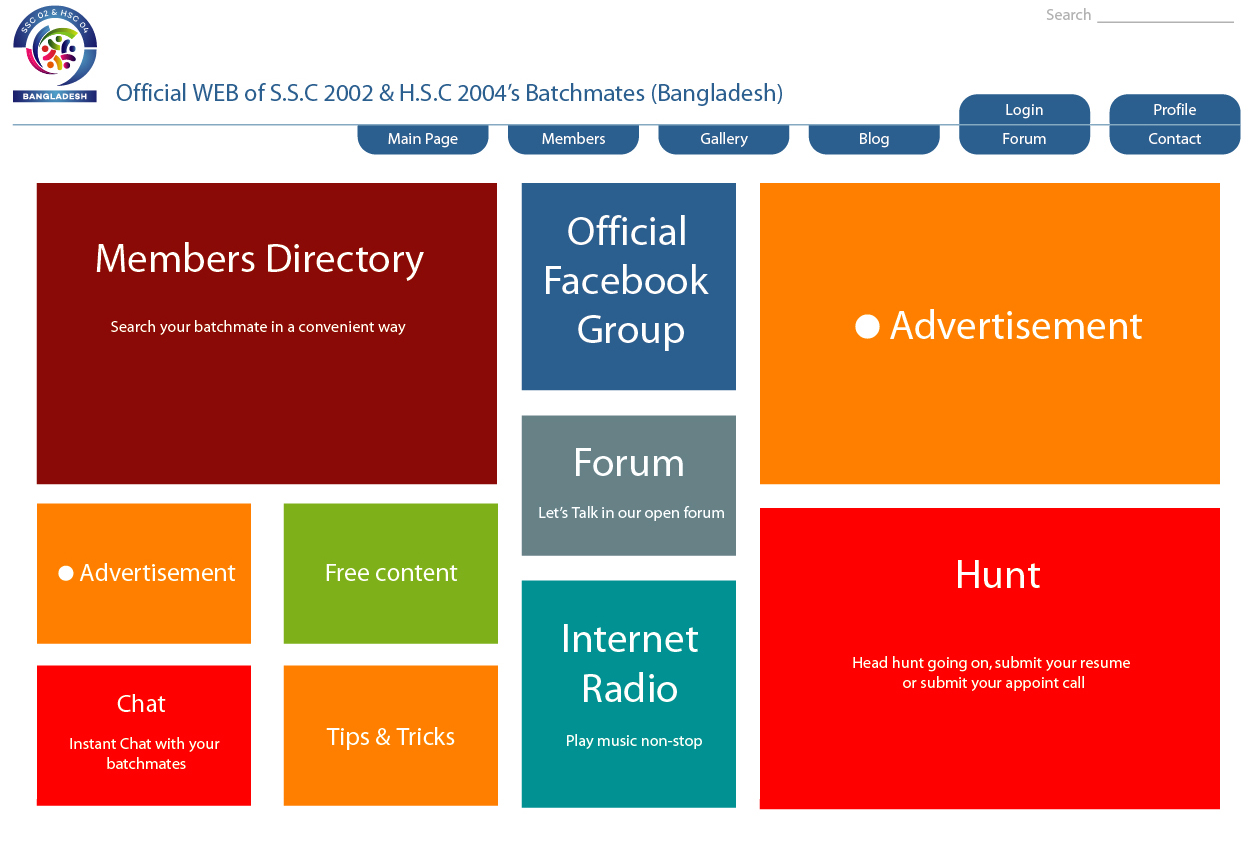 SSC 02 & HSC 04
BANGLADESH
Search
Official WEB of S.S.C 2002 & H.S.C 2004’s Batchmates (Bangladesh)
Login
Profile
Main Page
Members
Gallery
Blog
Forum
Contact
Members Directory
Search your batchmate in a convenient way
Official
Facebook
Group
Advertisement
Forum
Let’s Talk in our open forum
Advertisement
Free content
Hunt
Head hunt going on, submit your resume
or submit your appoint call
Internet
Radio
Play music non-stop
Chat
Instant Chat with your
batchmates
Tips & Tricks